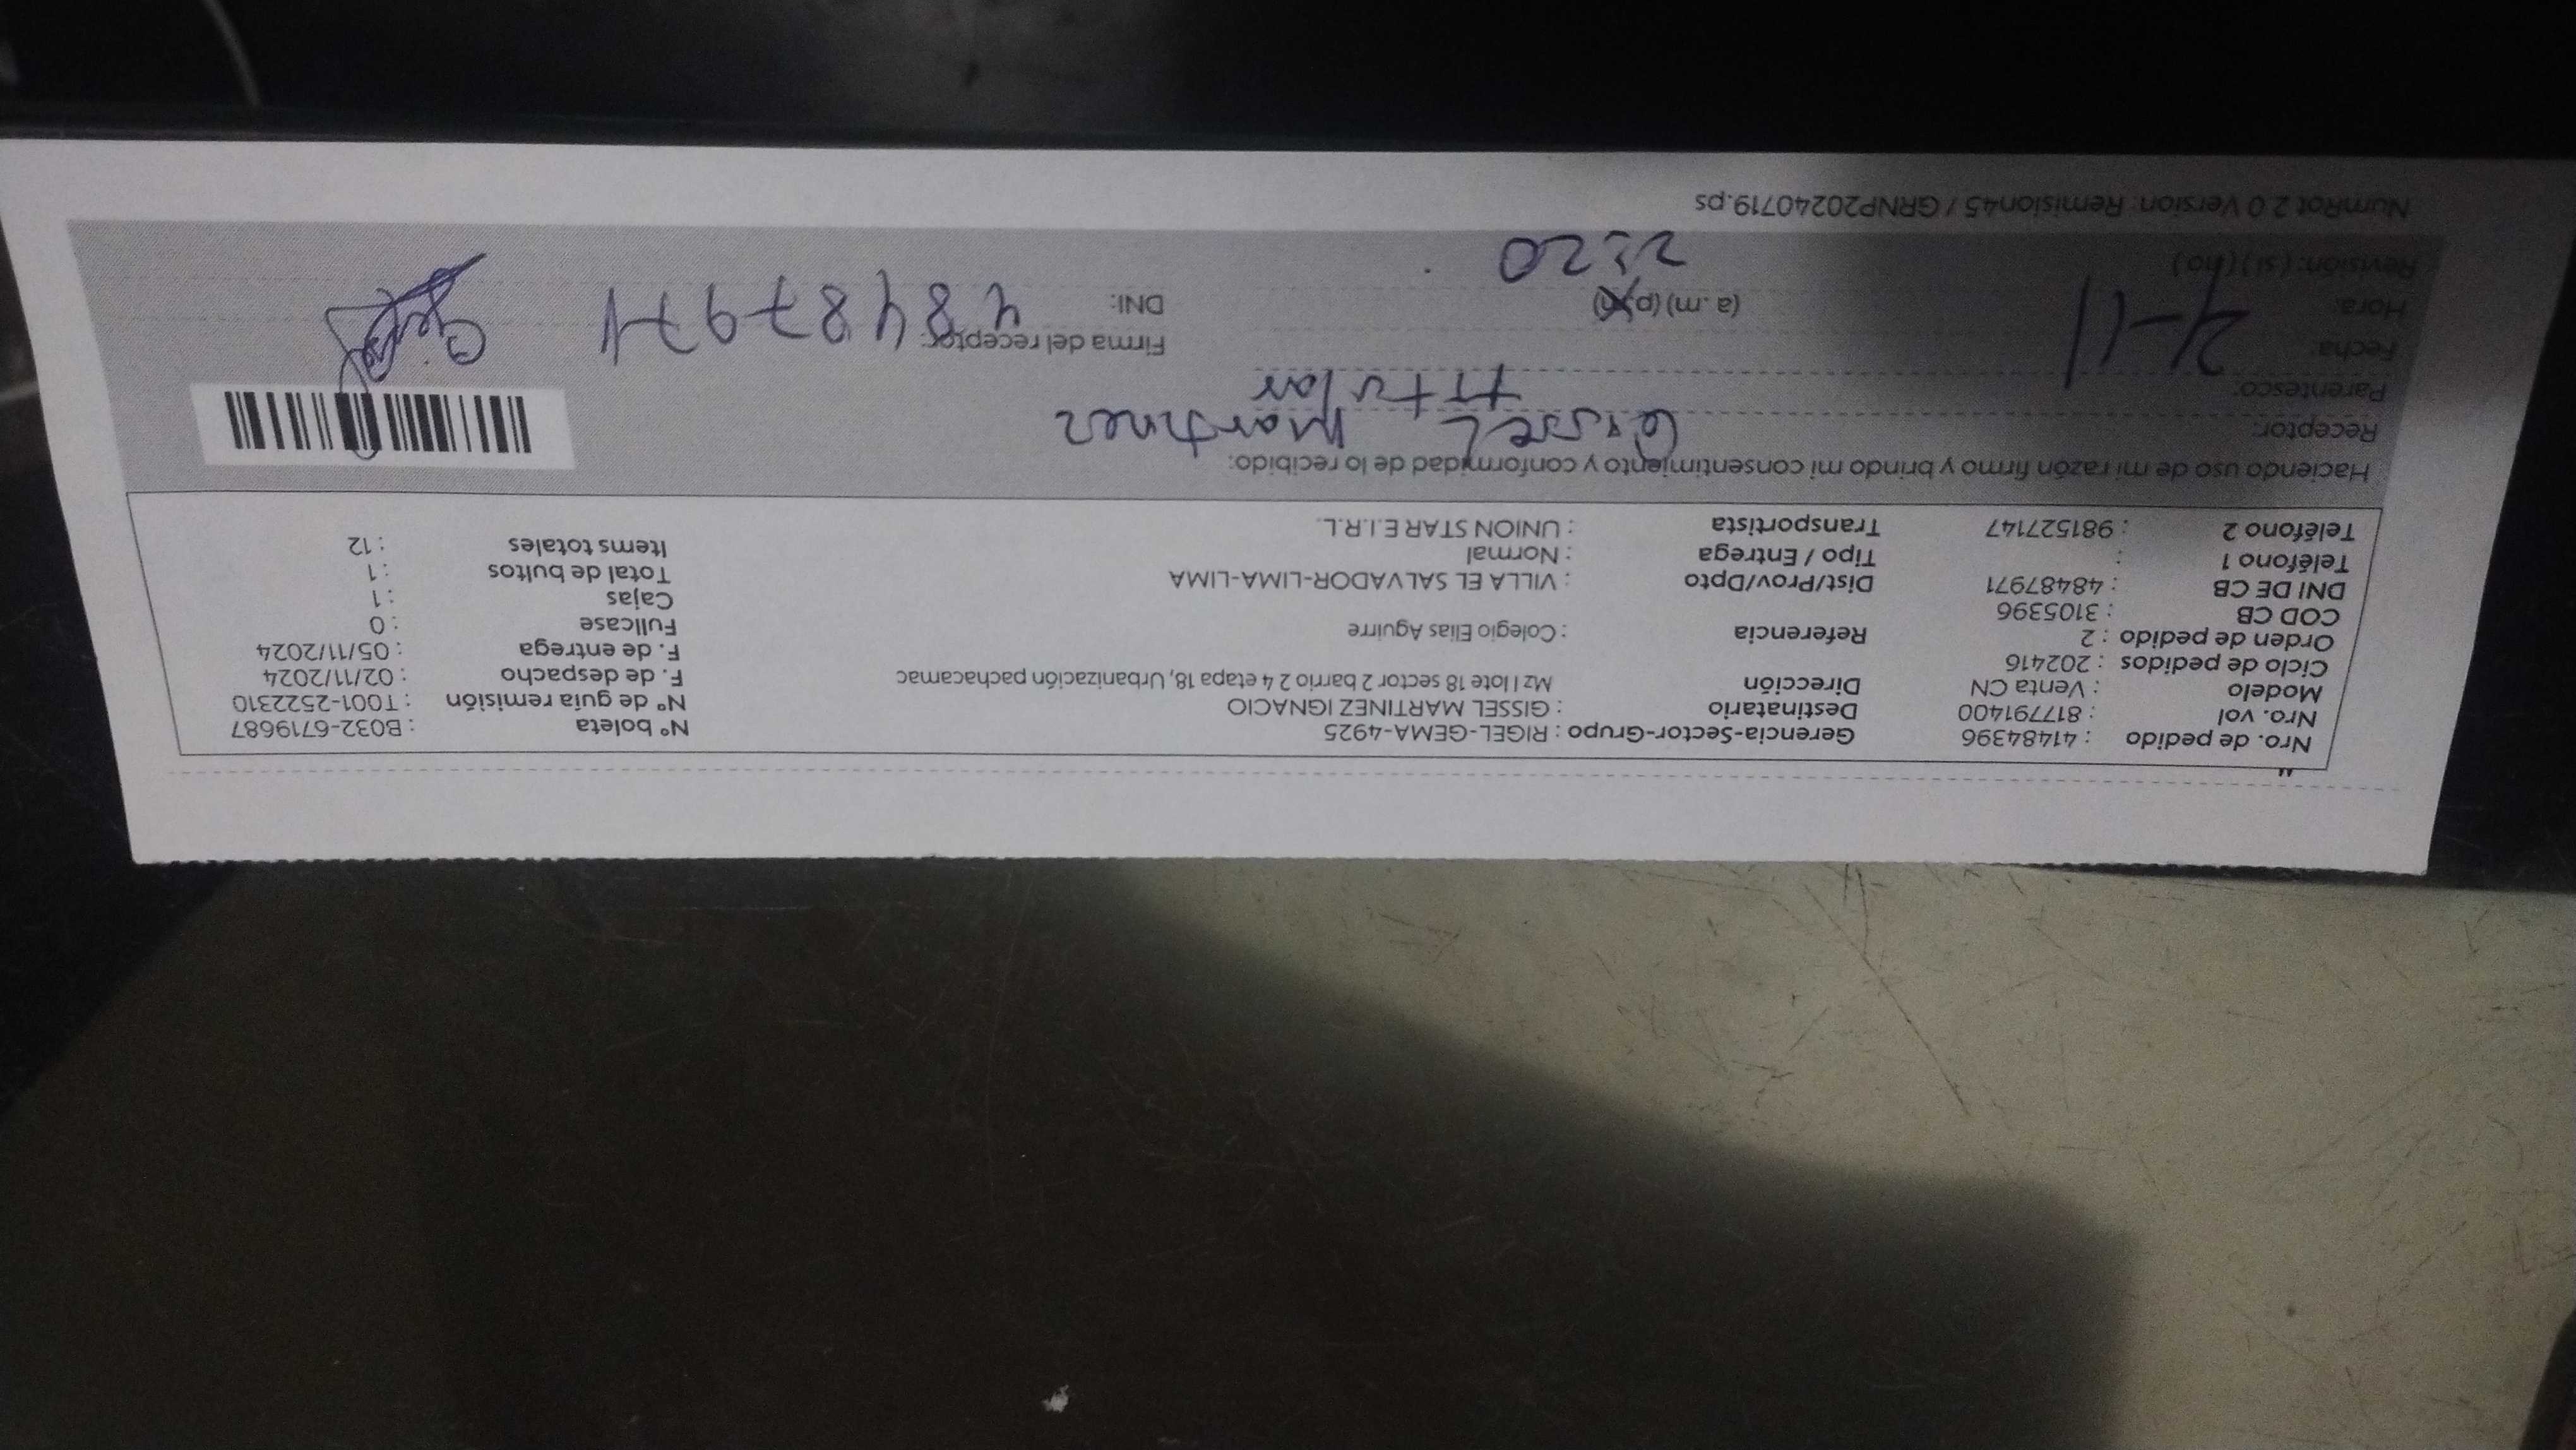 Nro. de pedido : 41484396 Gerencia-Sector-Grupo : RIGEL-GEMA-4925 Nº boleta : B032-6719687
Nro. vol : 817791400 Destinatario : GISSEL MARTINEZ IGNACIO Nº de guía remisión : T001-2522310
Modelo : Venta CN Dirección Mz I lote 18 sector 2 barrio 2 4 etapa 18, Urbanización pachacamac F. de despacho : 02/11/2024
Ciclo de pedidos : 202416 F. de entrega : 05/11/2024
Orden de pedido : 2 Referencia : Colegio Elias Aguirre Fullcase : 0
COD CB : 3105396 Cajas : 1
DNI DE CB : 48487971 Dist/Prov/Dpto : VILLA EL SALVADOR-LIMA-LIMA Total de bultos : 1
Teléfono 1 : Tipo / Entrega : Normal Items totales : 12
Teléfono 2 : 981527147 Transportista : UNION STAR E.I.R.L.
Haciendo uso de mi razón firmo y brindo mi consentimiento y conformidad de lo recibido:
Receptor: Gissel Martinez
Parentesco: titular
Fecha: 4-11 Firma del receptor:
Hora: (a .m) (p.m) DNI: 48487971
Revisión: (si) (no) 2:20
NumRot 2.0 Version: Remision45 / GRNP20240719.ps